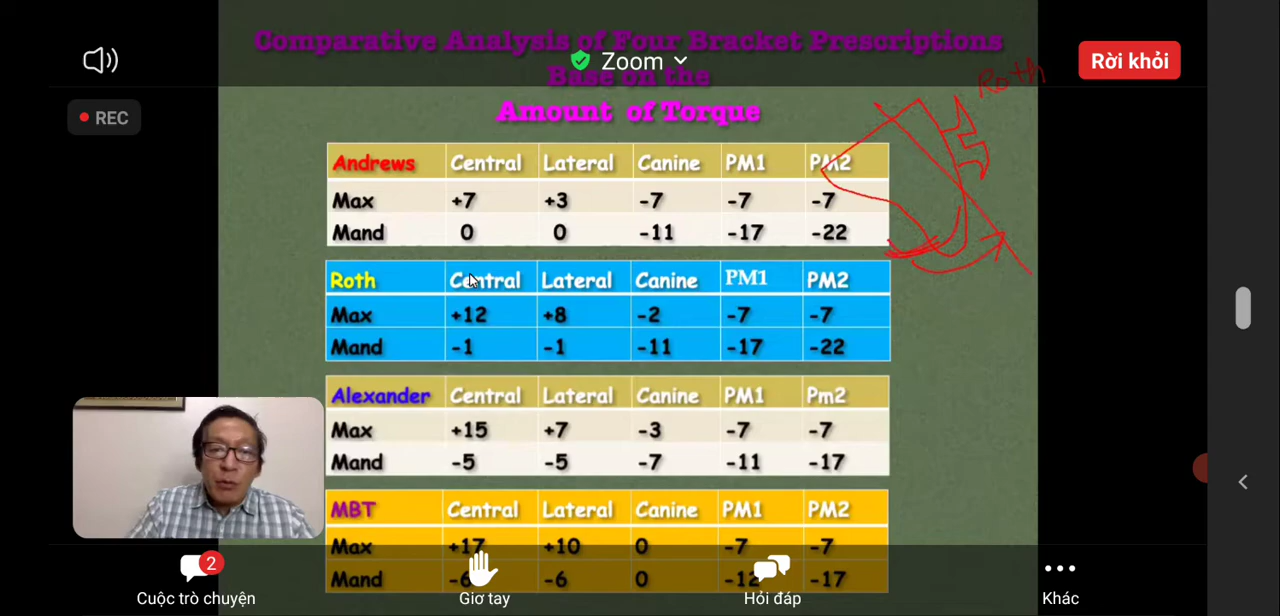 Comparative Analysis of Four Bracket Prescriptions
Base on the
Zoom
Rời khỏi
Roth
REC
Amount of Torque
Andrews Central Lateral Canine PM1 PM2
Max +7 +3 -7 -7 -7
Mand 0 0 -11 -17 -22
Roth Central Lateral Canine PM1 PM2
Max +12 +8 -2 -7 -7
Mand -1 -1 -11 -17 -22
Alexander Central Lateral Canine PM1 Pm2
Max +15 +7 -3 -7 -7
Mand -5 -5 -7 -11 -17
MBT Central Lateral Canine PM1 PM2
Max +17 +10 0 -7 -7
Mand -6 -6 0 -12 -17
2
Cuộc trò chuyện
Giơ tay
Hỏi đáp
Khác